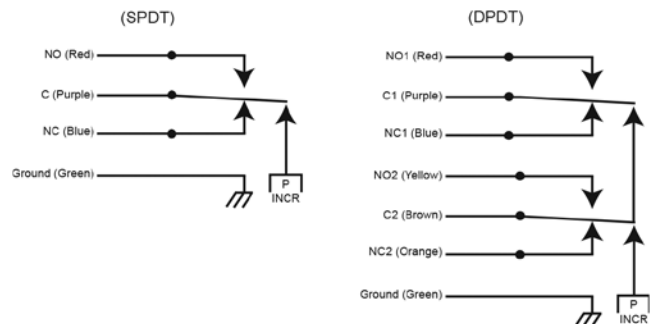 (SPDT)
NO (Red)
C (Purple)
NC (Blue)
Ground (Green)
P
INCR
(DPDT)
NO1 (Red)
C1 (Purple)
NC1 (Blue)
NO2 (Yellow)
C2 (Brown)
NC2 (Orange)
Ground (Green)
P
INCR